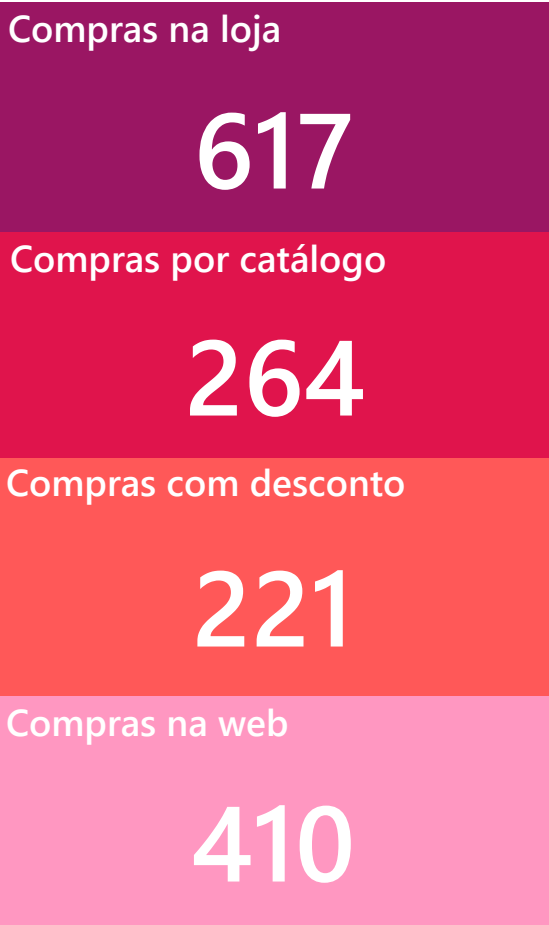 Compras na loja
617
Compras por catálogo
264
Compras com desconto
221
Compras na web
410